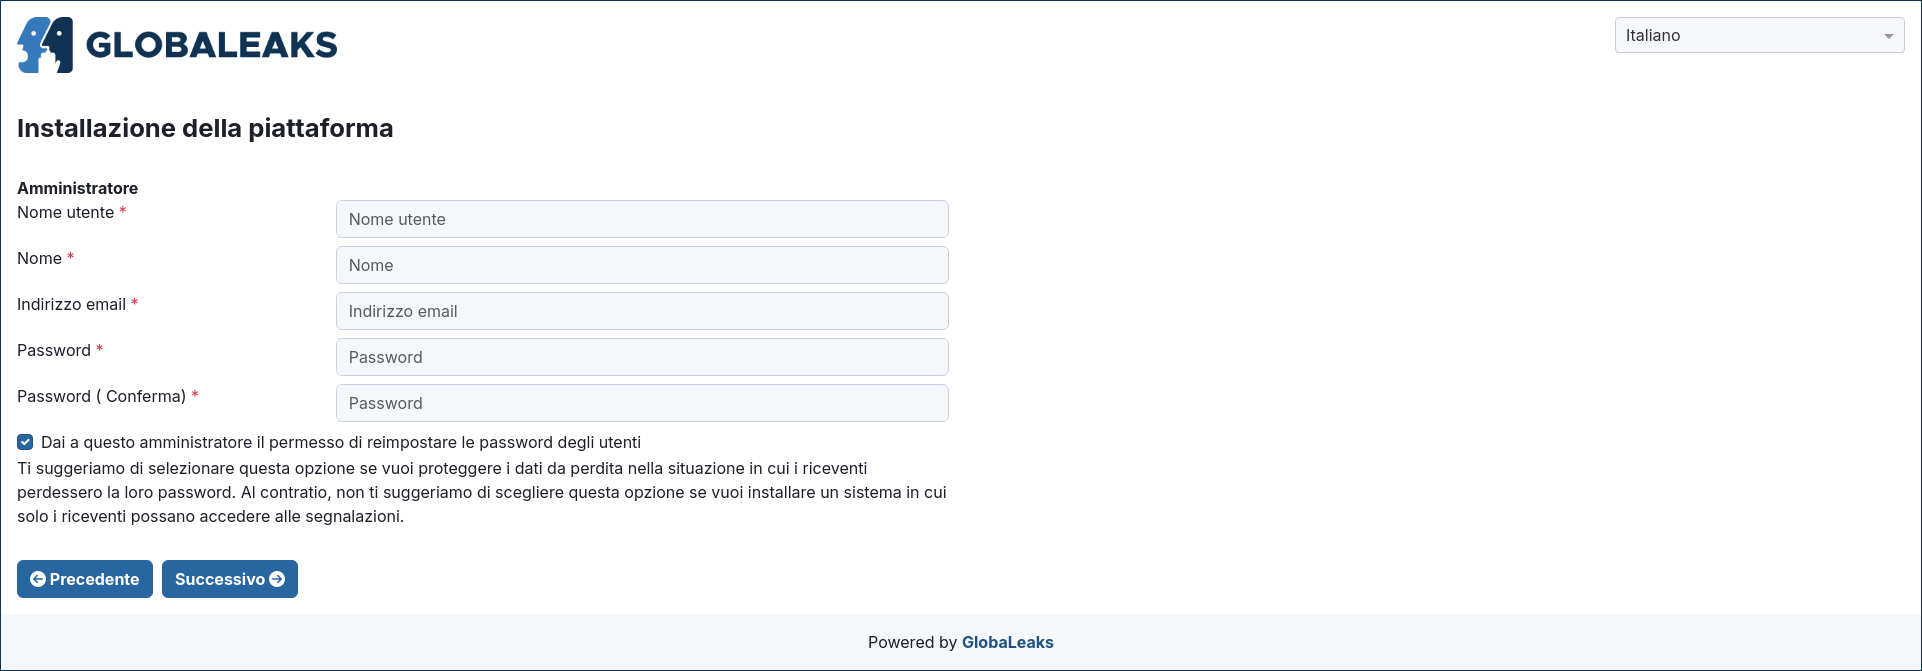 GLOBALEAKS
Italiano
Installazione della piattaforma
Amministratore
Nome utente *
Nome utente
Nome *
Nome
Indirizzo email *
Indirizzo email
Password *
Password
Password ( Conferma) *
Password
Dai a questo amministratore il permesso di reimpostare le password degli utenti
Ti suggeriamo di selezionare questa opzione se vuoi proteggere i dati da perdita nella situazione in cui i riceventi
perdessero la loro password. Al contratio, non ti suggeriamo di scegliere questa opzione se vuoi installare un sistema in cui
solo i riceventi possano accedere alle segnalazioni.
Precedente
Successivo
Powered by GlobaLeaks